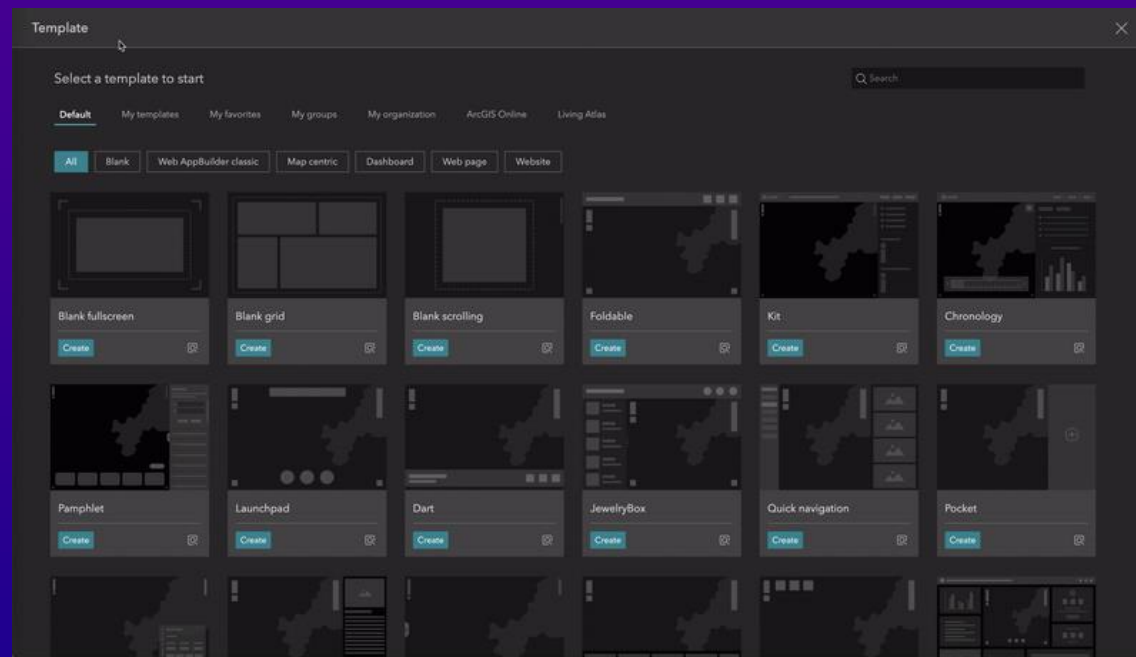 Template
Select a template to start
Search
Default My templates My favorites My groups My organization ArcGIS Online Living Atlas
All Blank Web AppBuilder classic Map centric Dashboard Web page Website
Blank fullscreen Blank grid Blank scrolling Foldable Kit Chronology
Create Create Create Create Create Create
Pamphlet Launchpad Dart JewelryBox Quick navigation Pocket
Create Create Create Create Create Create